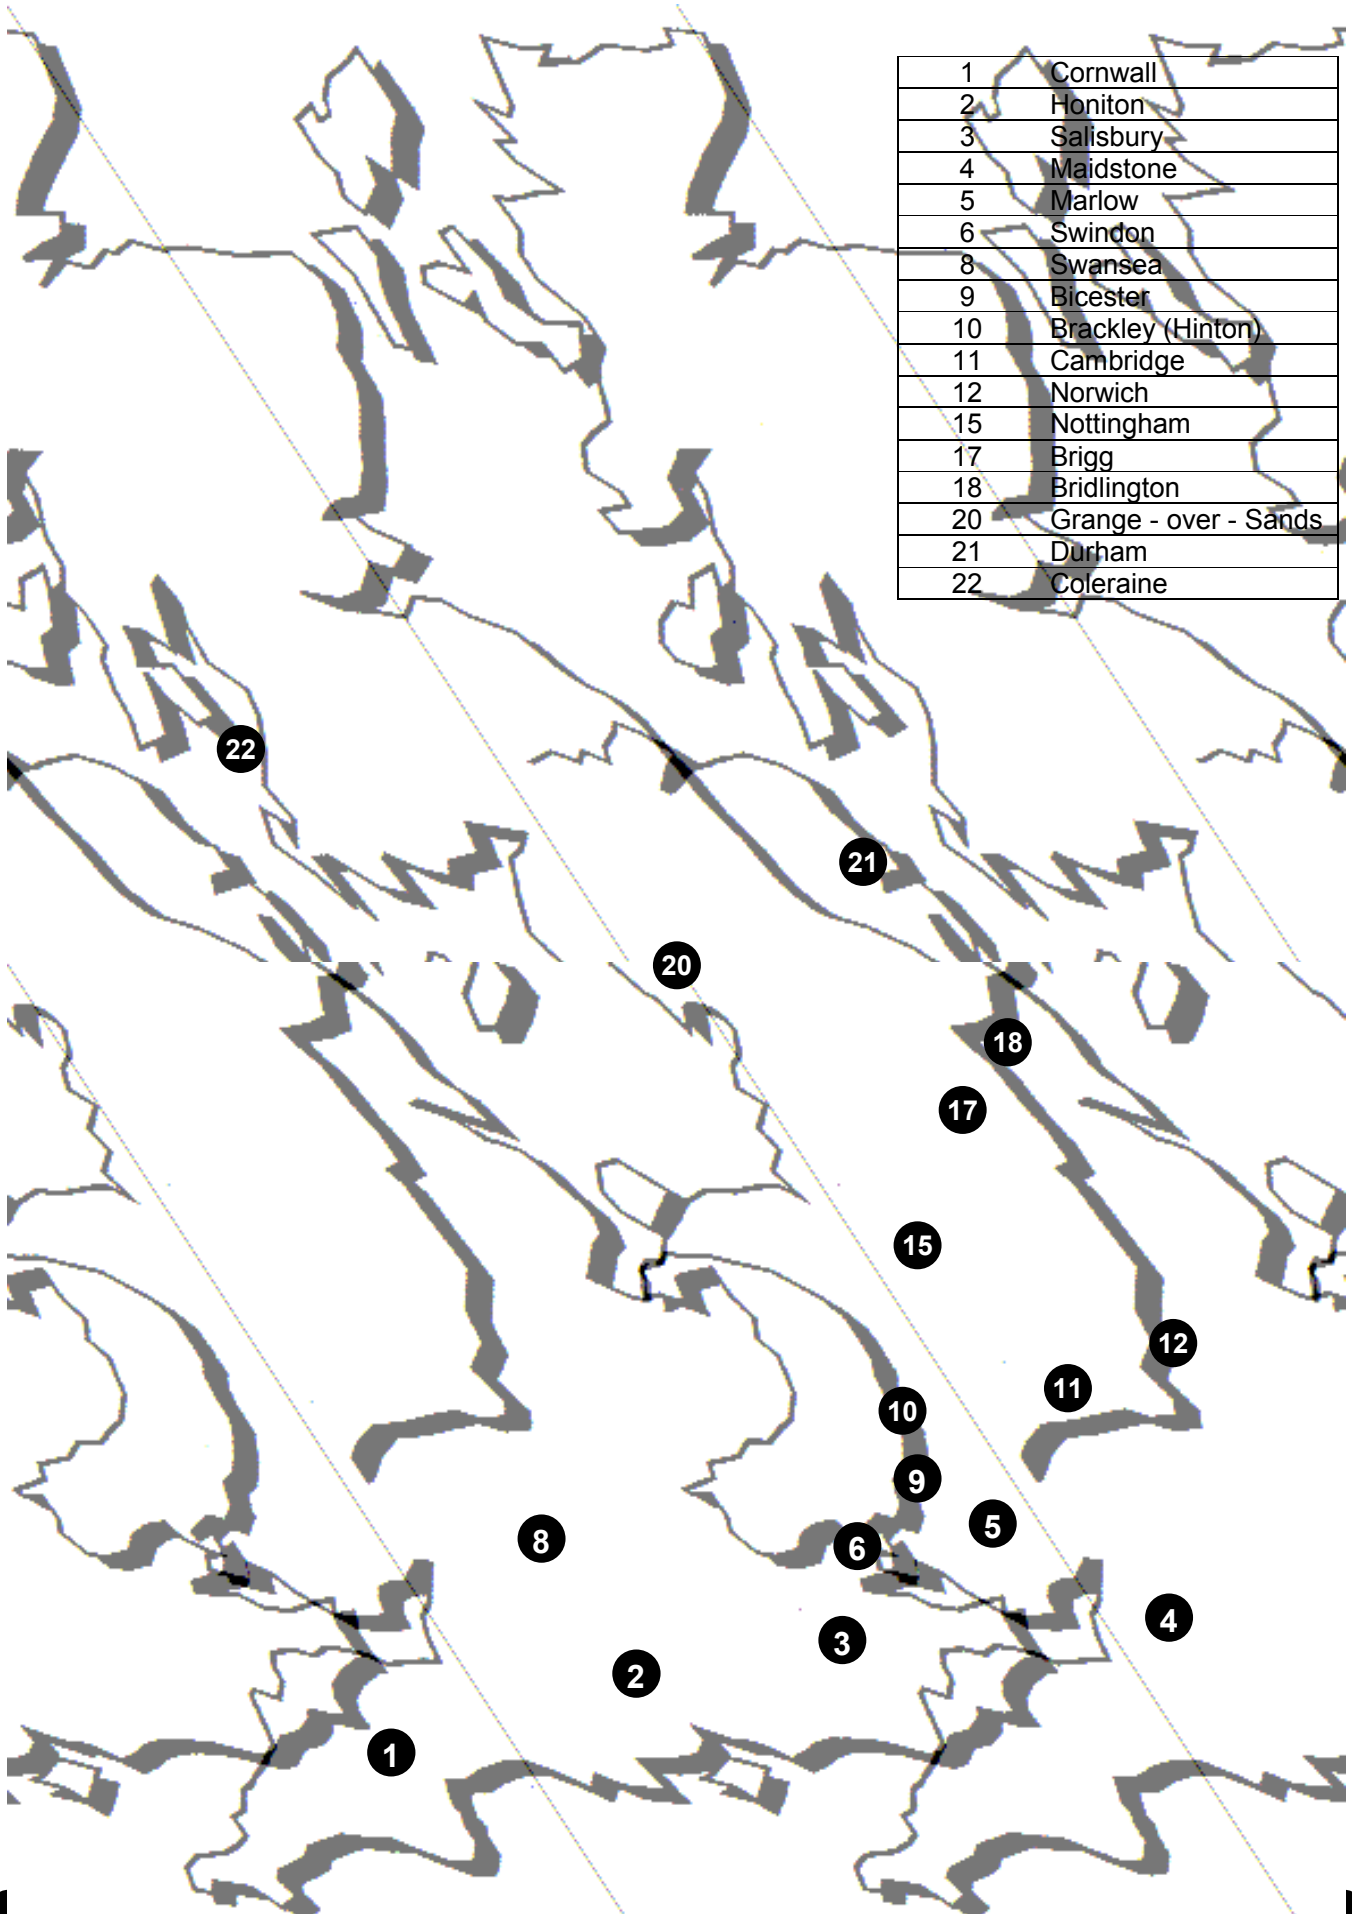 1 Cornwall
2 Honiton
3 Salisbury
4 Maidstone
5 Marlow
6 Swindon
8 Swansea
9 Bicester
10 Brackley (Hinton)
11 Cambridge
12 Norwich
15 Nottingham
17 Brigg
18 Bridlington
20 Grange - over - Sands
21 Durham
22 Coleraine
22
21
20
18
17
15
12
11
10
9
5
8
6
4
3
2
1